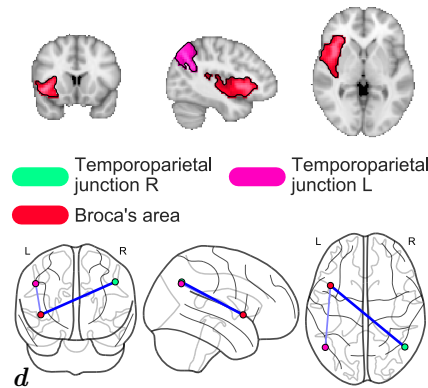 Temporoparietal
junction R
Temporoparietal
junction L
Broca's area
L R
L R
d